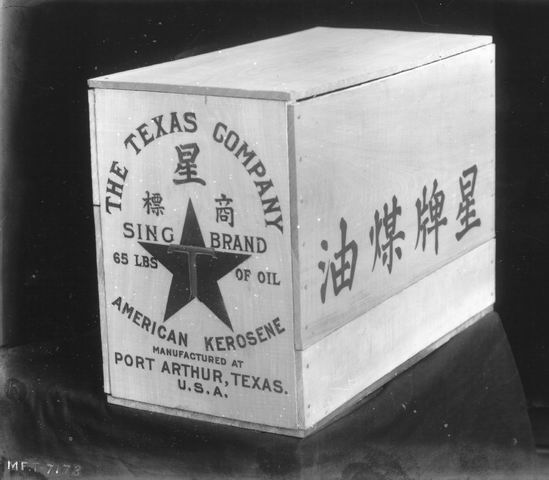 THE TEXAS COMPANY
星
商標
SING BRAND
65 LBS OF OIL
T
AMERICAN KEROSENE
MANUFACTURED AT
PORT ARTHUR, TEXAS.
U.S.A.
星牌煤油